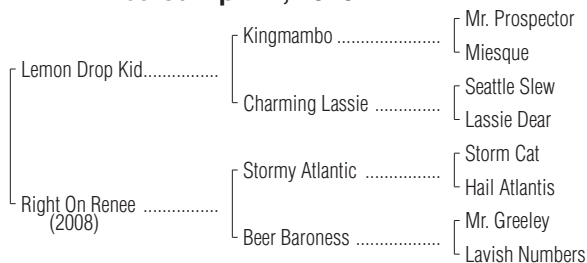 Mr. Prospector
Kingmambo ..................
Miesque
Lemon Drop Kid...............
Seattle Slew
Charming Lassie .............
Lassie Dear
Storm Cat
Stormy Atlantic ...............
Hail Atlantis
Right On Renee ...............
(2008)
Mr. Greeley
Beer Baroness .................
Lavish Numbers